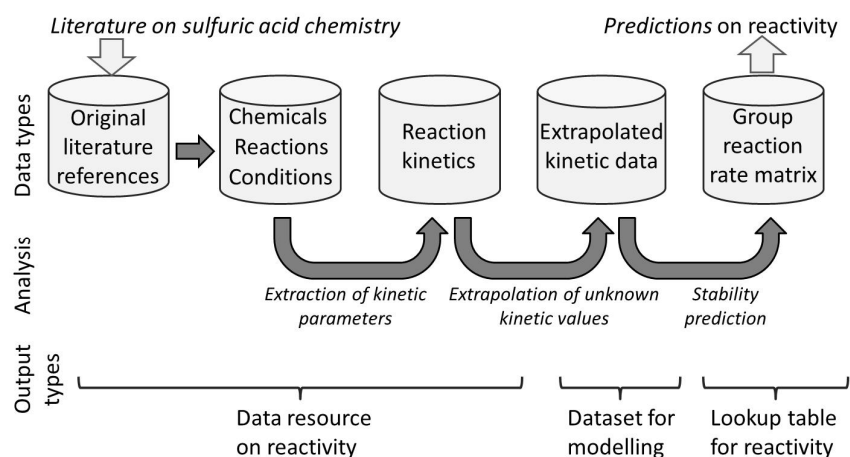 Literature on sulfuric acid chemistry
Predictions on reactivity
Data types
Original
literature
references
Chemicals
Reactions
Conditions
Reaction
kinetics
Extrapolated
kinetic data
Group
reaction
rate matrix
Analysis
Extraction of kinetic
parameters
Extrapolation of unknown
kinetic values
Stability
prediction
Output
types
Data resource
on reactivity
Dataset for
modelling
Lookup table
for reactivity